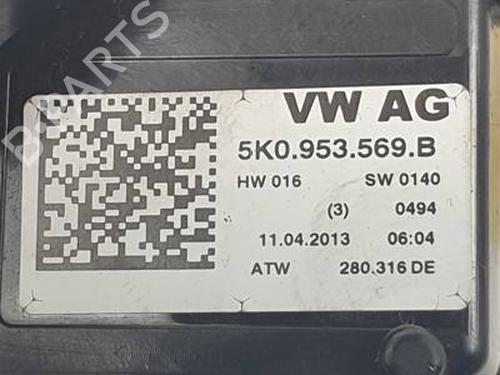 VW AG
5K0.953.569.B
HW 016 SW 0140
(3) 0494
11.04.2013 06:04
ATW 280.316 DE
B-PARTS